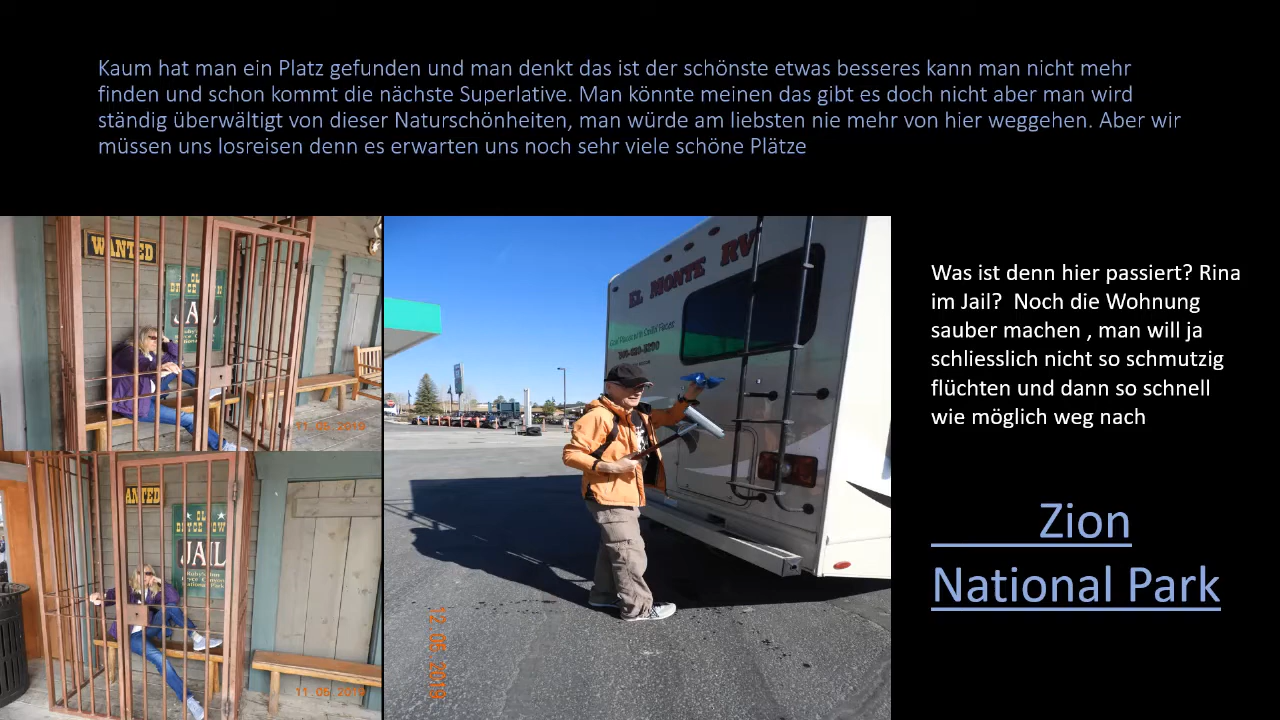 Kaum hat man ein Platz gefunden und man denkt das ist der schönste etwas besseres kann man nicht mehr
finden und schon kommt die nächste Superlative. Man könnte meinen das gibt es doch nicht aber man wird
ständig überwältigt von dieser Naturschönheiten, man würde am liebsten nie mehr von hier weggehen. Aber wir
müssen uns losreisen denn es erwarten uns noch sehr viele schöne Plätze
WANTED
JAIL
11.06.2019
ANTED
JAIL
11.06.2019
EL MONTE RV
12.06.2019
Was ist denn hier passiert? Rina
im Jail? Noch die Wohnung
sauber machen , man will ja
schliesslich nicht so schmutzig
flüchten und dann so schnell
wie möglich weg nach
Zion
National Park